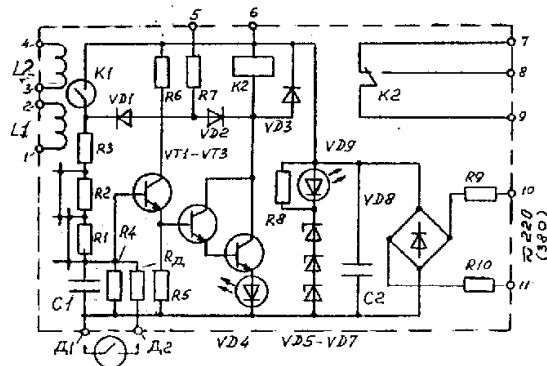 5 6
4 7
L2 K1 R6 R7 K2 K2 8
3
2 VD1 VD2 VD3 9
L1
1 R3 VT1-VT3 VD9
R2 R8 VD8 R9 10
R1 R4 RД ~220
(380)
C1 R5 C2 R10 11
Д1 Д2 VD4 VD5-VD7